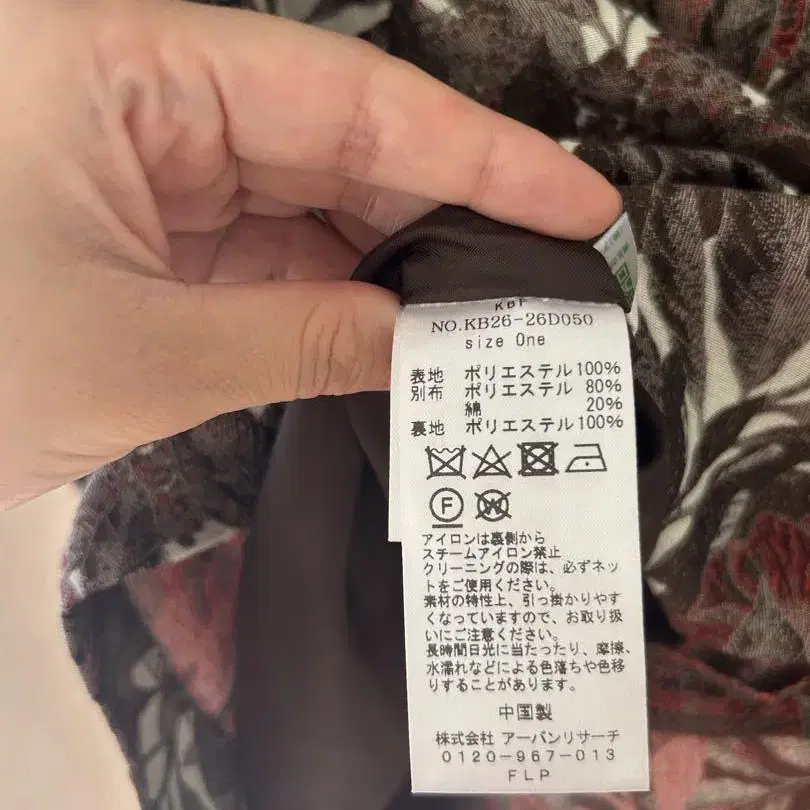 KBF
NO.KB26-26D050
size One
表地 ポリエステル100%
別布 ポリエステル 80%
綿 20%
裏地 ポリエステル100%
F W
アイロンは裏側から
スチームアイロン禁止
クリーニングの際は、必ずネッ
トをご使用ください。
素材の特性上、引っ掛かりやす
くなっていますので、お取り扱
いにご注意ください。
長時間日光に当たったり、摩擦、
水濡れなどによる色落ちや色移
りすることがあります。
中国製
株式会社 アーバンリサーチ
0120-967-013
FLP